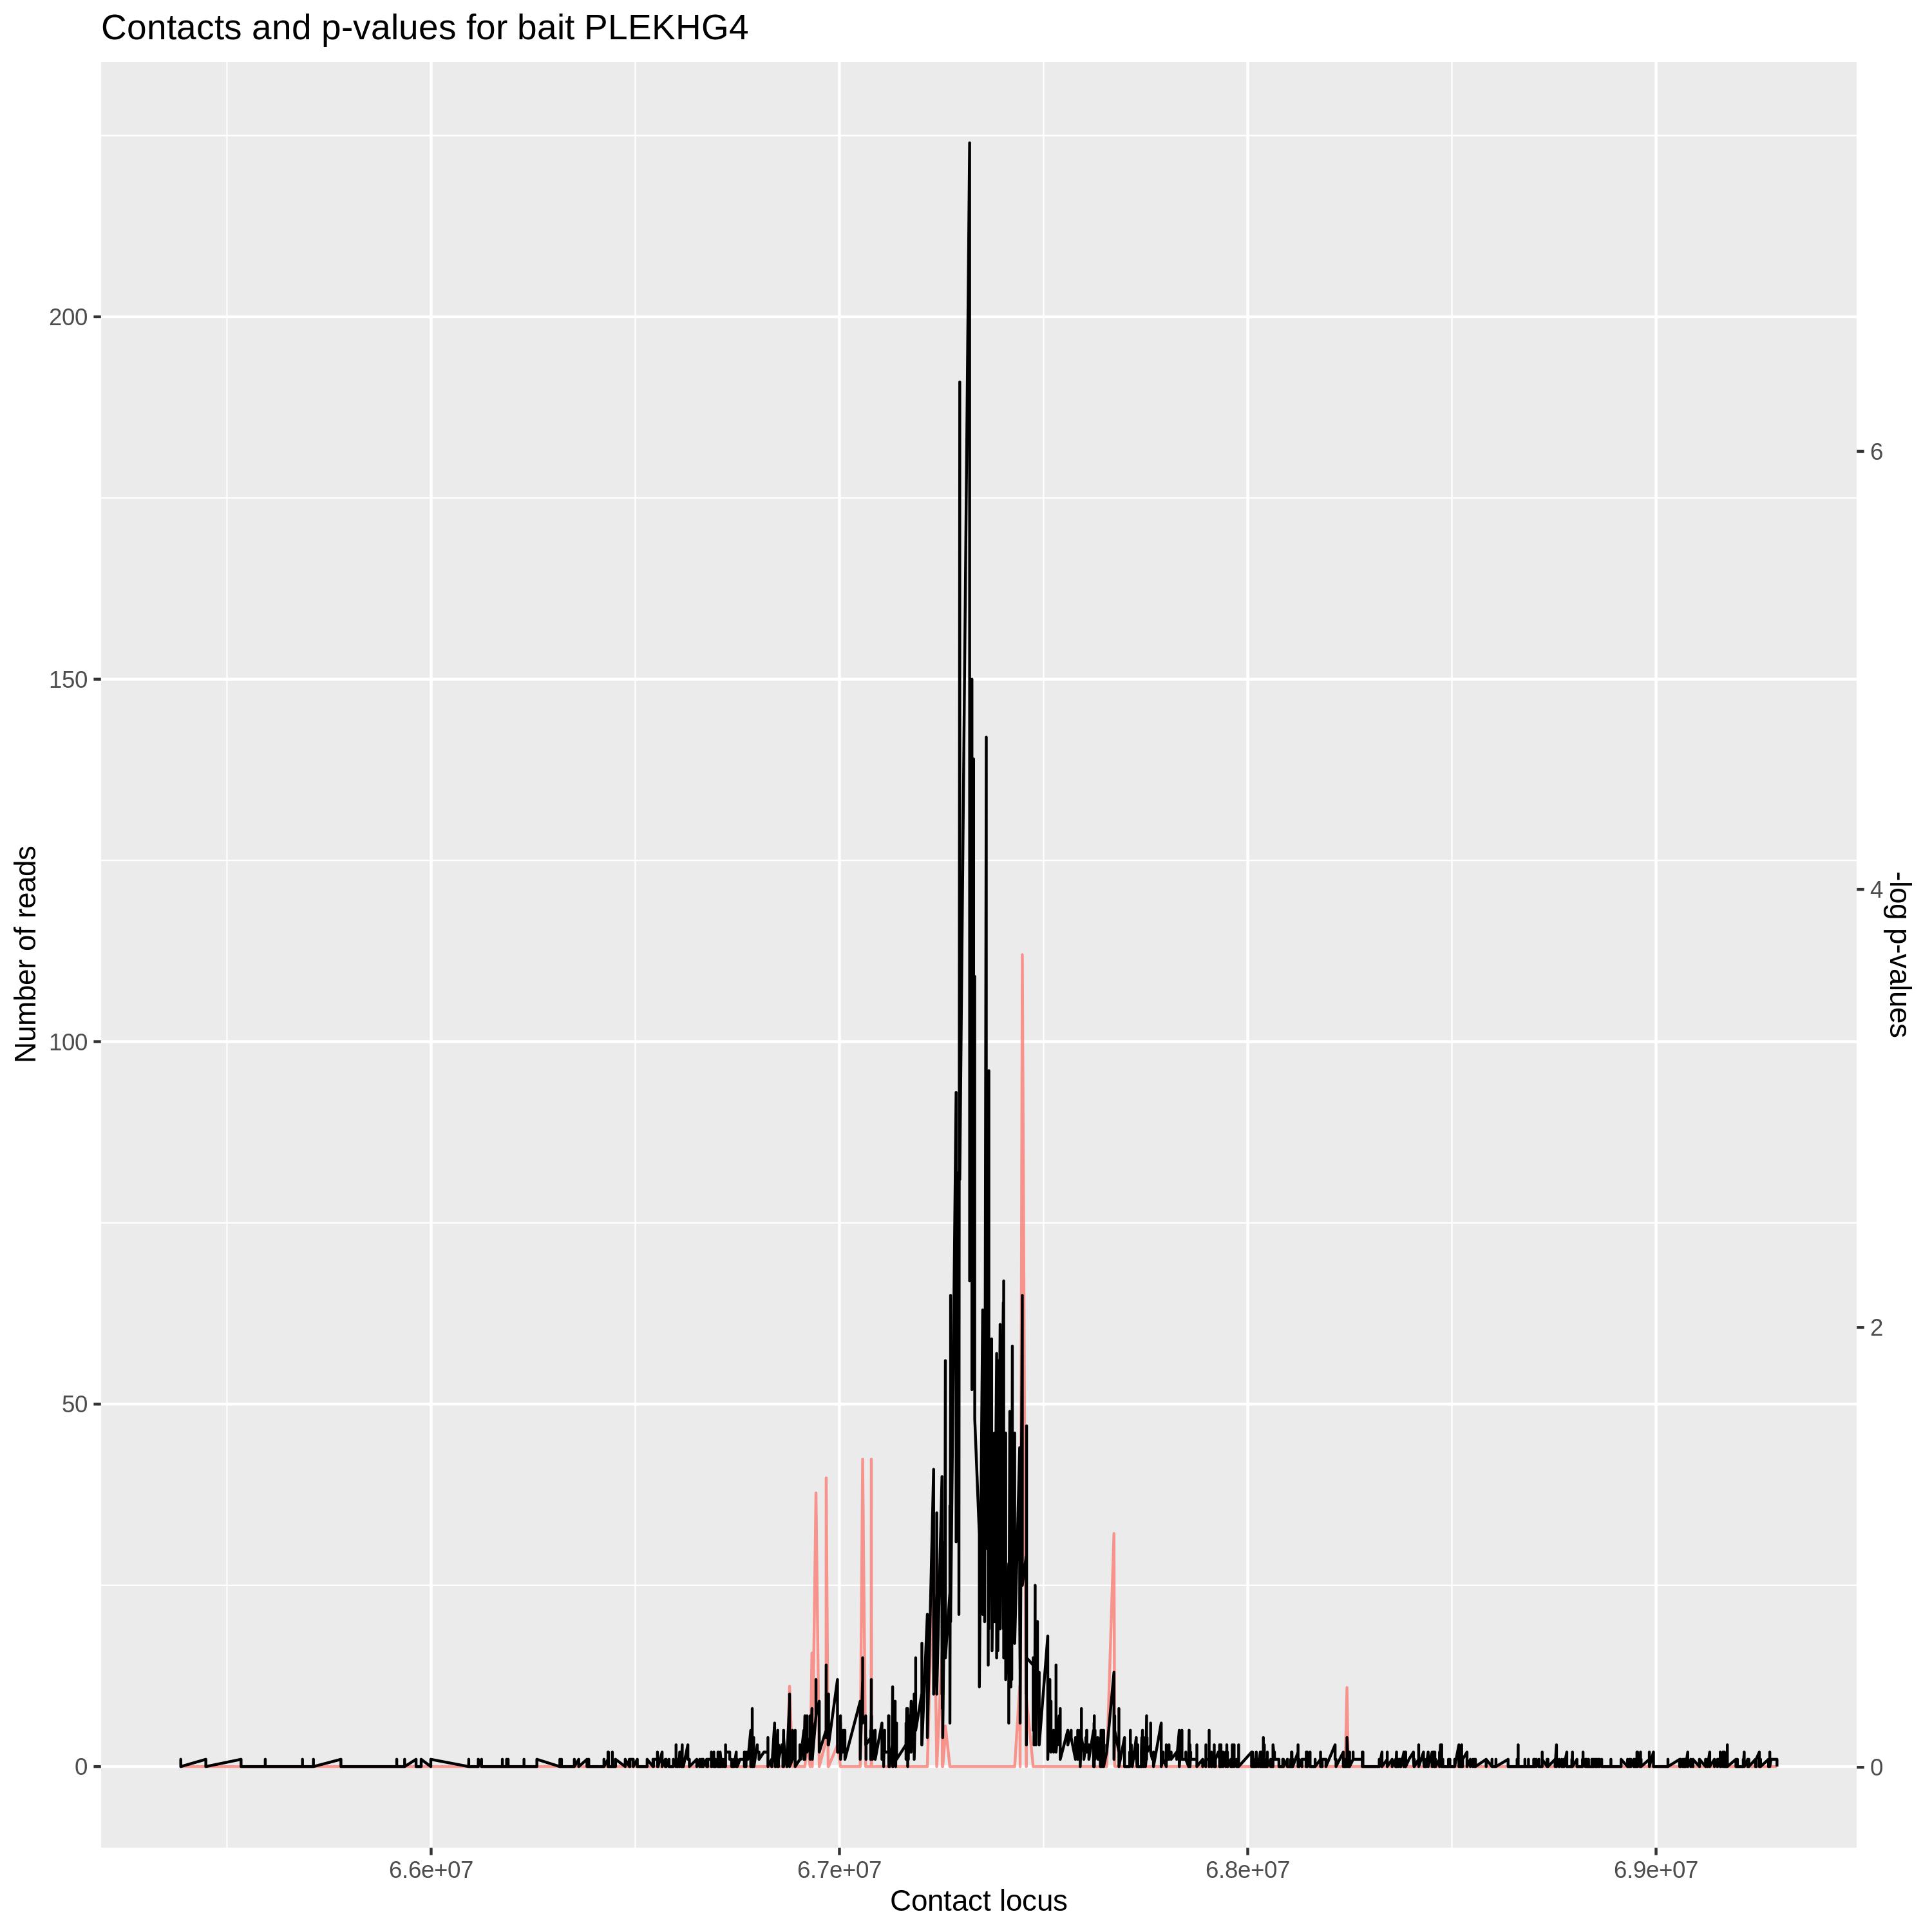 Contacts and p-values for bait PLEKHG4
Number of reads
200
150
100
50
0
6
4
2
0
-log p-values
6.6e+07
6.7e+07
6.8e+07
6.9e+07
Contact locus